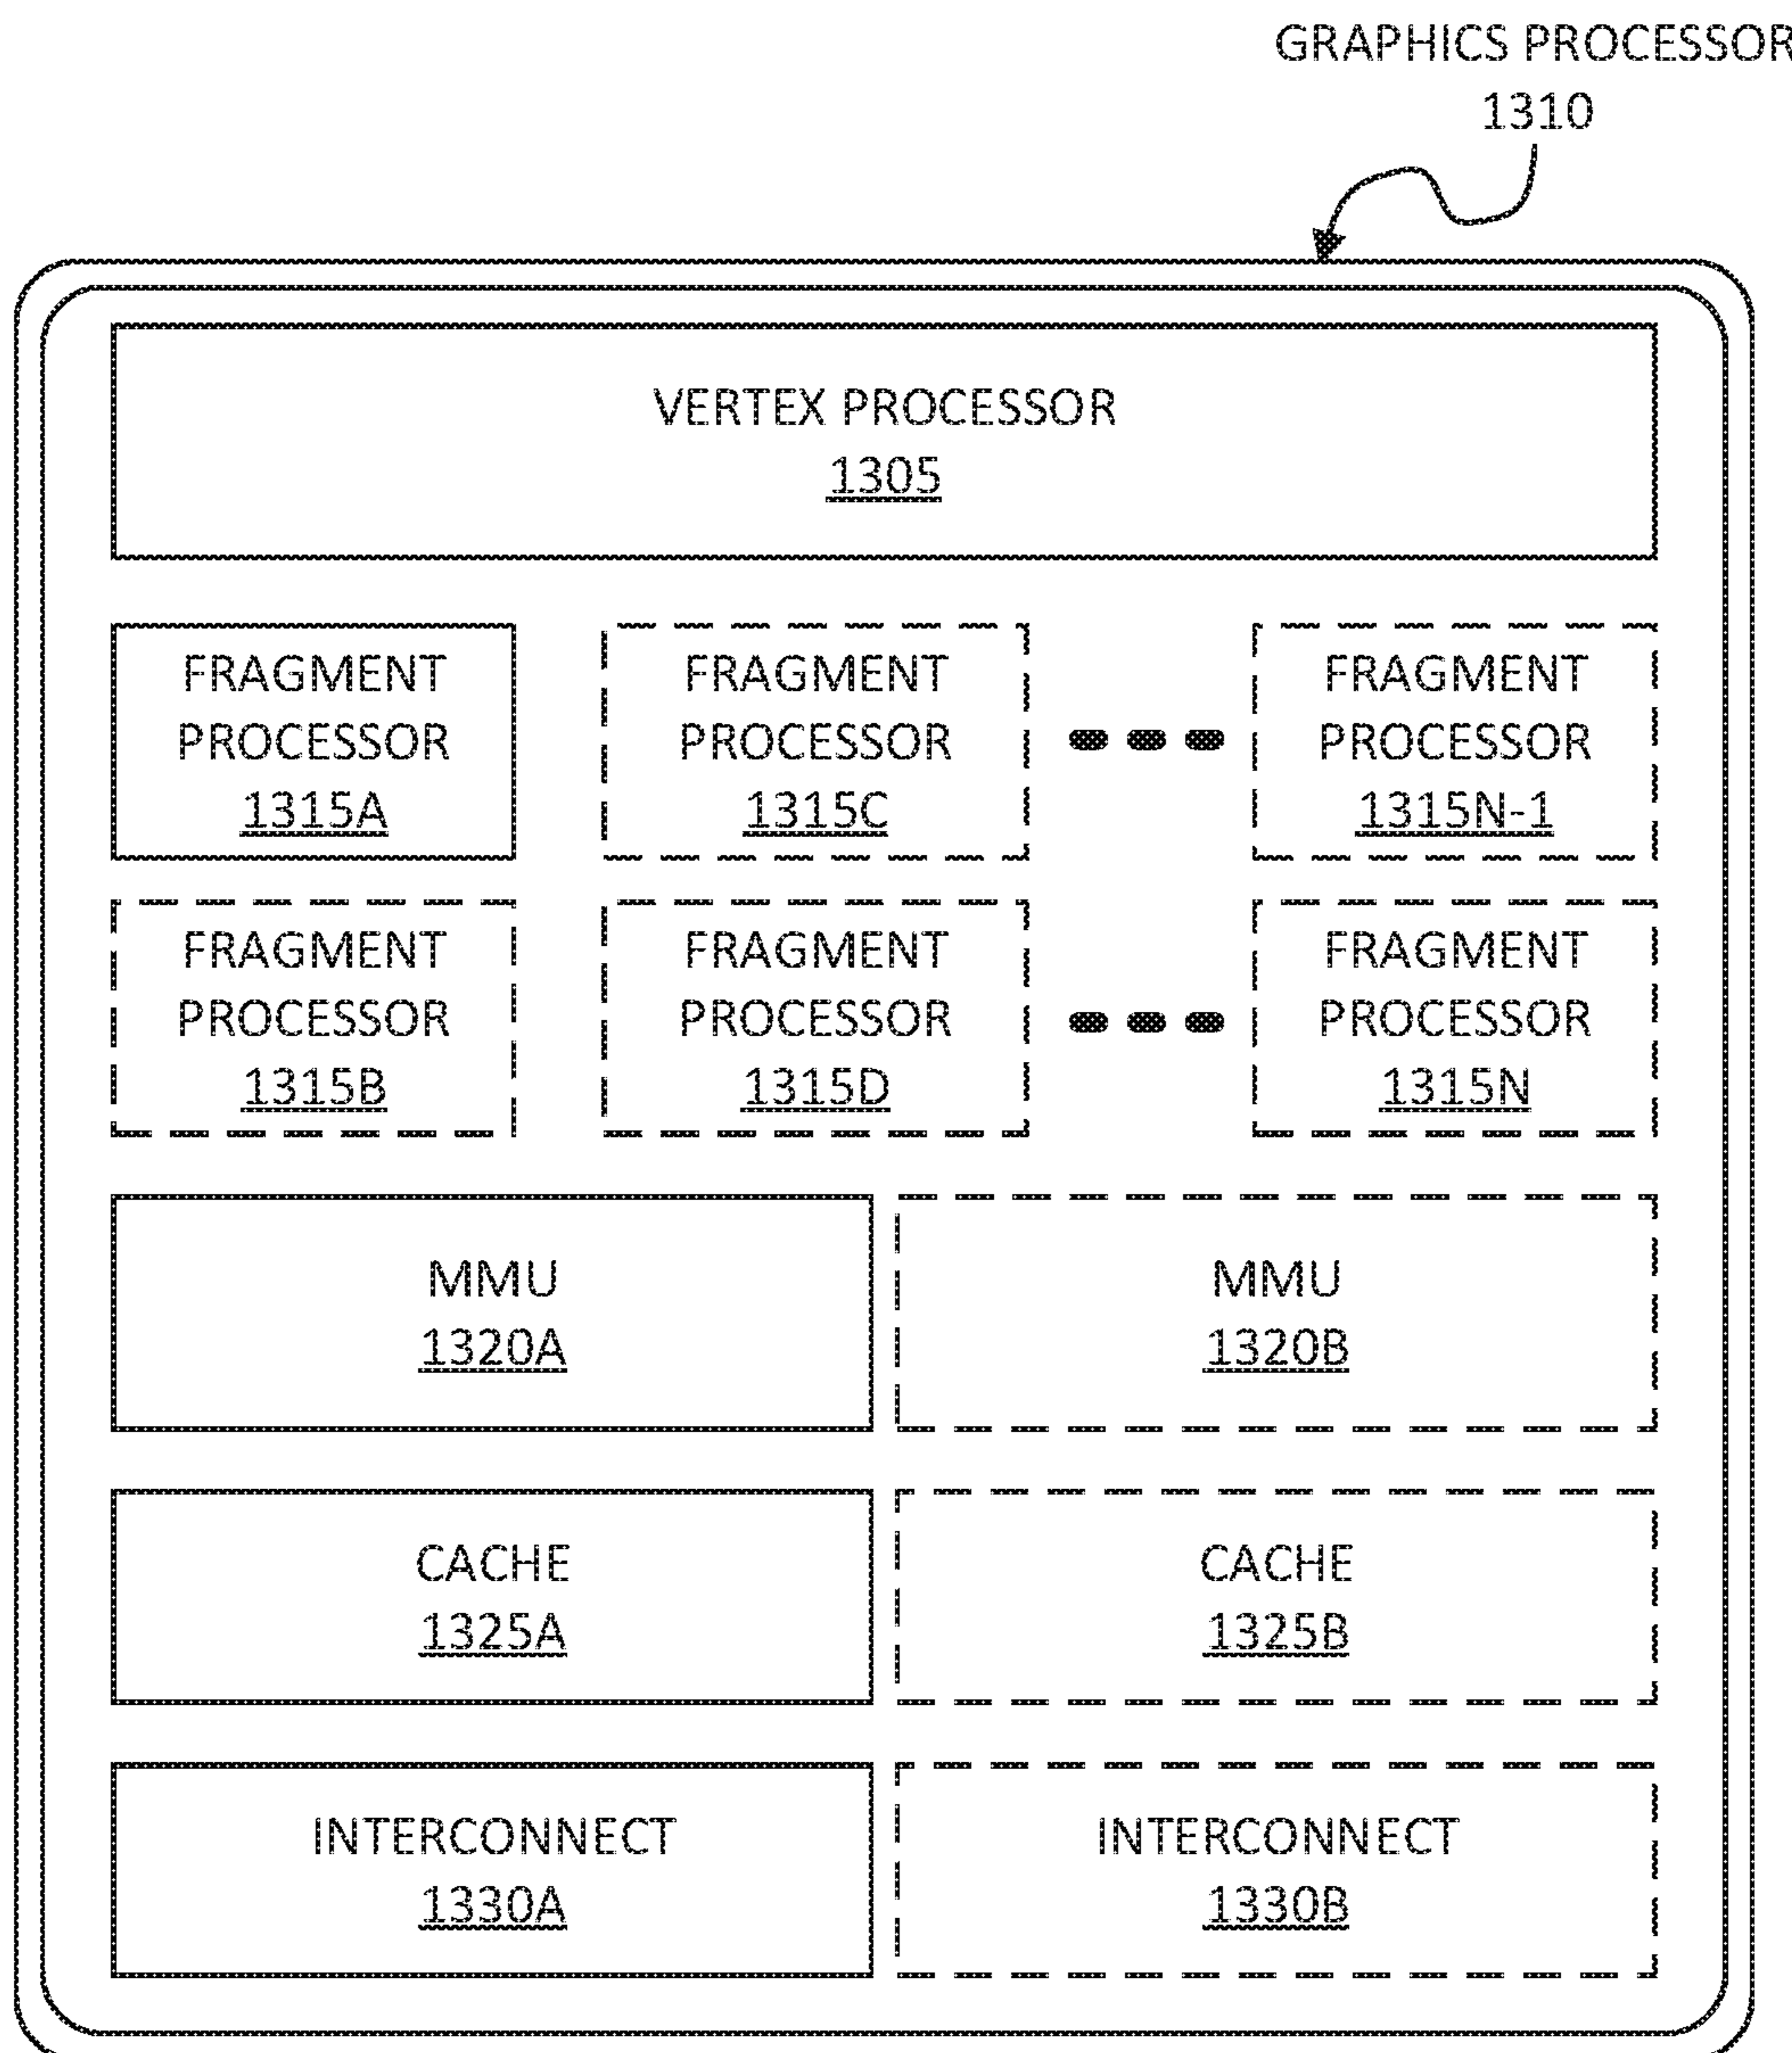 GRAPHICS PROCESSOR
1310
VERTEX PROCESSOR
1305
FRAGMENT
PROCESSOR
1315A
FRAGMENT
PROCESSOR
1315C
FRAGMENT
PROCESSOR
1315N-1
FRAGMENT
PROCESSOR
1315B
FRAGMENT
PROCESSOR
1315D
FRAGMENT
PROCESSOR
1315N
MMU
1320A
MMU
1320B
CACHE
1325A
CACHE
1325B
INTERCONNECT
1330A
INTERCONNECT
1330B